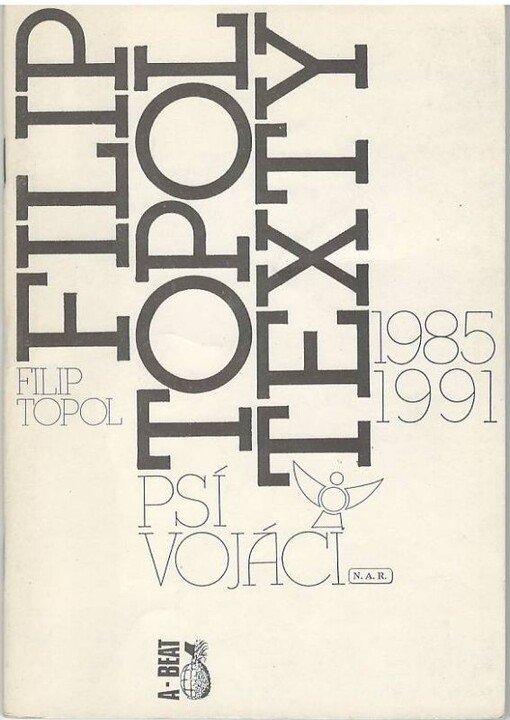 FILIP
TOPOL
TEXTY
1985
1991
FILIP
TOPOL
PSÍ
VOJÁCI
N. A. R.
A-BEAT